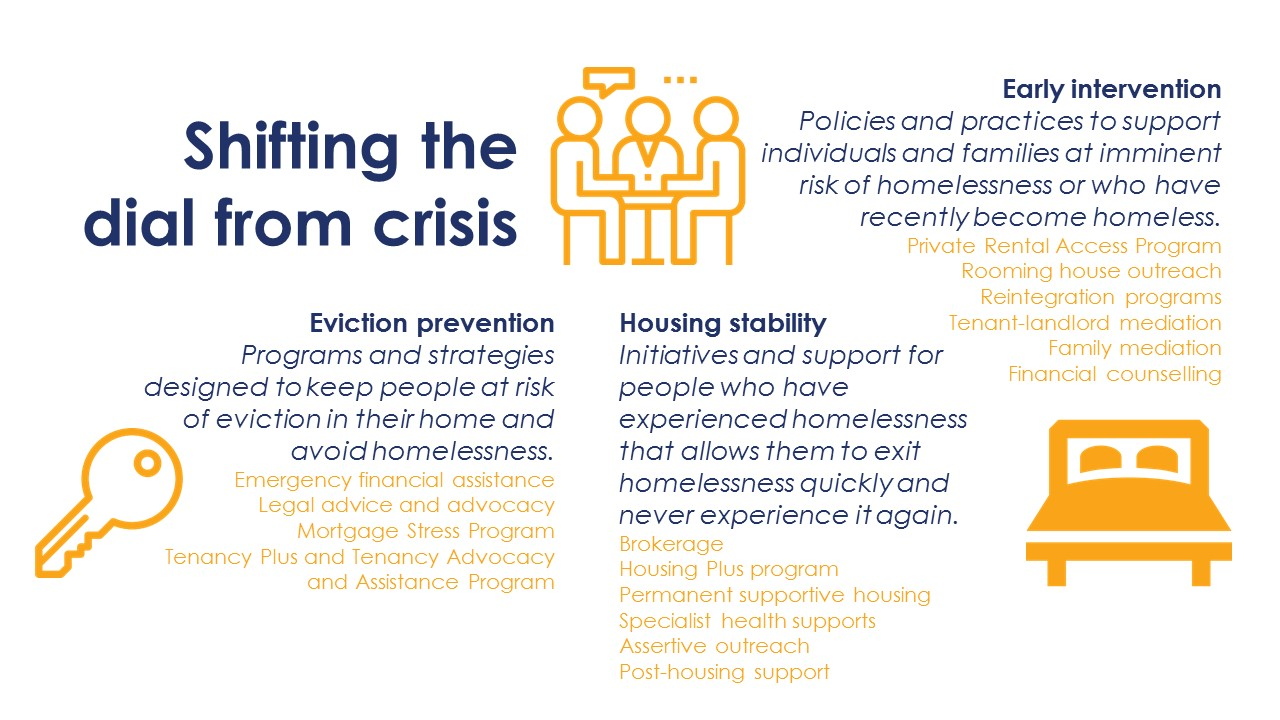 Shifting the
dial from crisis
Early intervention
Policies and practices to support
individuals and families at imminent
risk of homelessness or who have
recently become homeless.
Private Rental Access Program
Rooming house outreach
Reintegration programs
Tenant-landlord mediation
Family mediation
Financial counselling
Eviction prevention
Programs and strategies
designed to keep people at risk
of eviction in their home and
avoid homelessness.
Emergency financial assistance
Legal advice and advocacy
Mortgage Stress Program
Tenancy Plus and Tenancy Advocacy
and Assistance Program
Housing stability
Initiatives and support for
people who have
experienced homelessness
that allows them to exit
homelessness quickly and
never experience it again.
Brokerage
Housing Plus program
Permanent supportive housing
Specialist health supports
Assertive outreach
Post-housing support